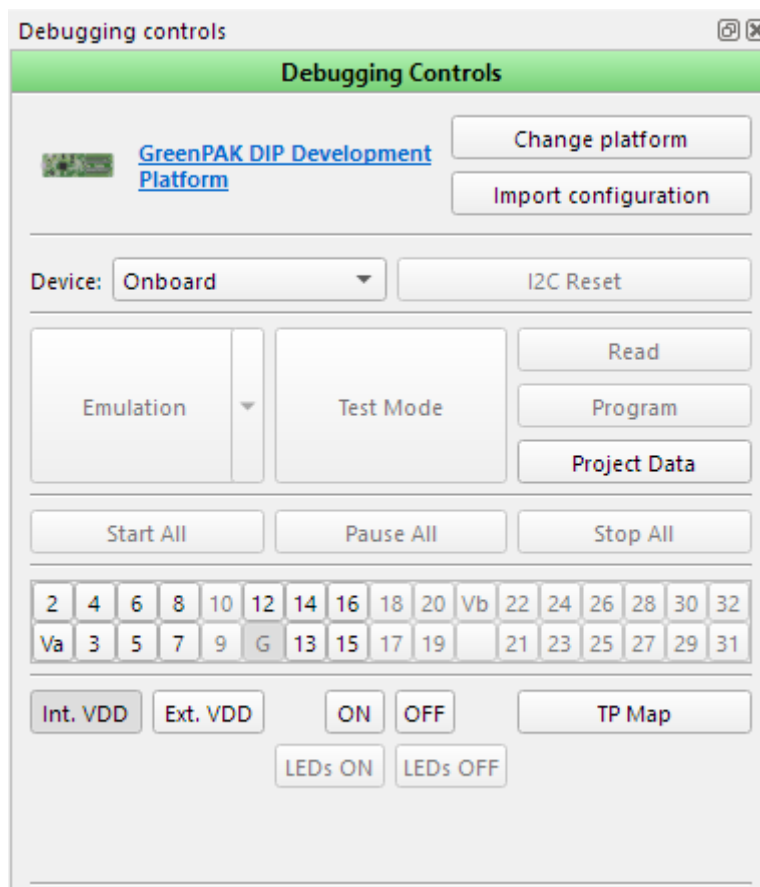 Debugging controls
Debugging Controls
GreenPAK DIP Development
Platform
Change platform
Import configuration
Device: Onboard I2C Reset
Emulation Test Mode Read
Program
Project Data
Start All Pause All Stop All
2 4 6 8 10 12 14 16 18 20 Vb 22 24 26 28 30 32
Va 3 5 7 9 G 13 15 17 19 21 23 25 27 29 31
Int. VDD Ext. VDD ON OFF TP Map
LEDs ON LEDs OFF